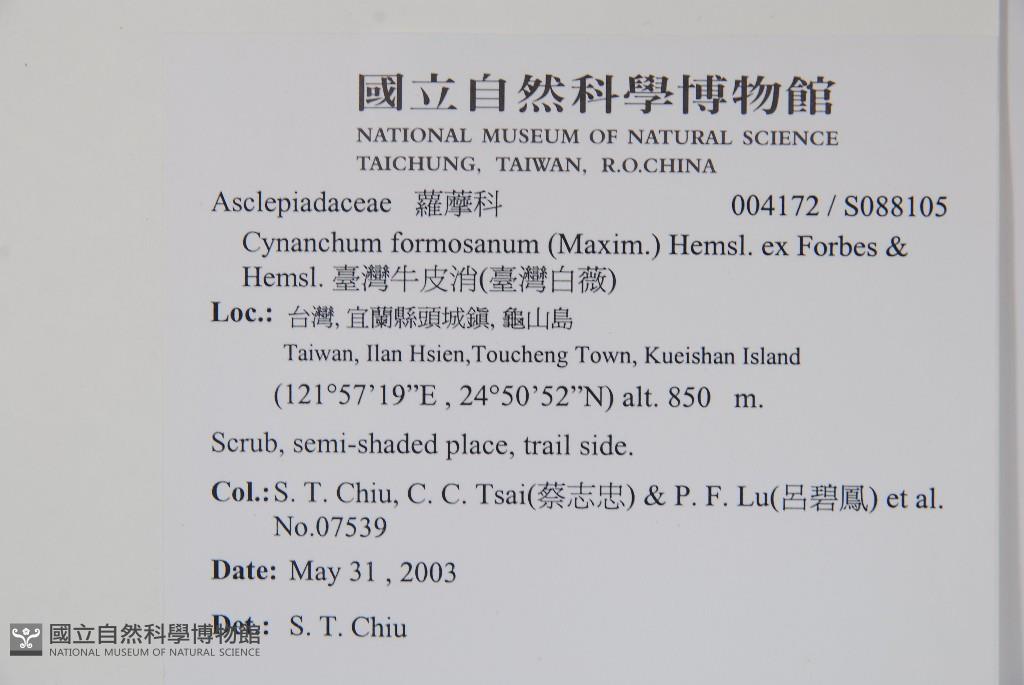 國立自然科學博物館
NATIONAL MUSEUM OF NATURAL SCIENCE
TAICHUNG, TAIWAN, R.O.CHINA
Asclepiadaceae 蘿藦科 004172 / S088105
Cynanchum formosanum (Maxim.) Hemsl. ex Forbes &
Hemsl. 臺灣牛皮消(臺灣白薇)
Loc.: 台灣, 宜蘭縣頭城鎮, 龜山島
Taiwan, Ilan Hsien,Toucheng Town, Kueishan Island
(121°57’19”E , 24°50’52”N) alt. 850 m.
Scrub, semi-shaded place, trail side.
Col.: S. T. Chiu, C. C. Tsai(蔡志忠) & P. F. Lu(呂碧鳳) et al.
No.07539
Date: May 31 , 2003
Det.: S. T. Chiu
國立自然科學博物館
NATIONAL MUSEUM OF NATURAL SCIENCE